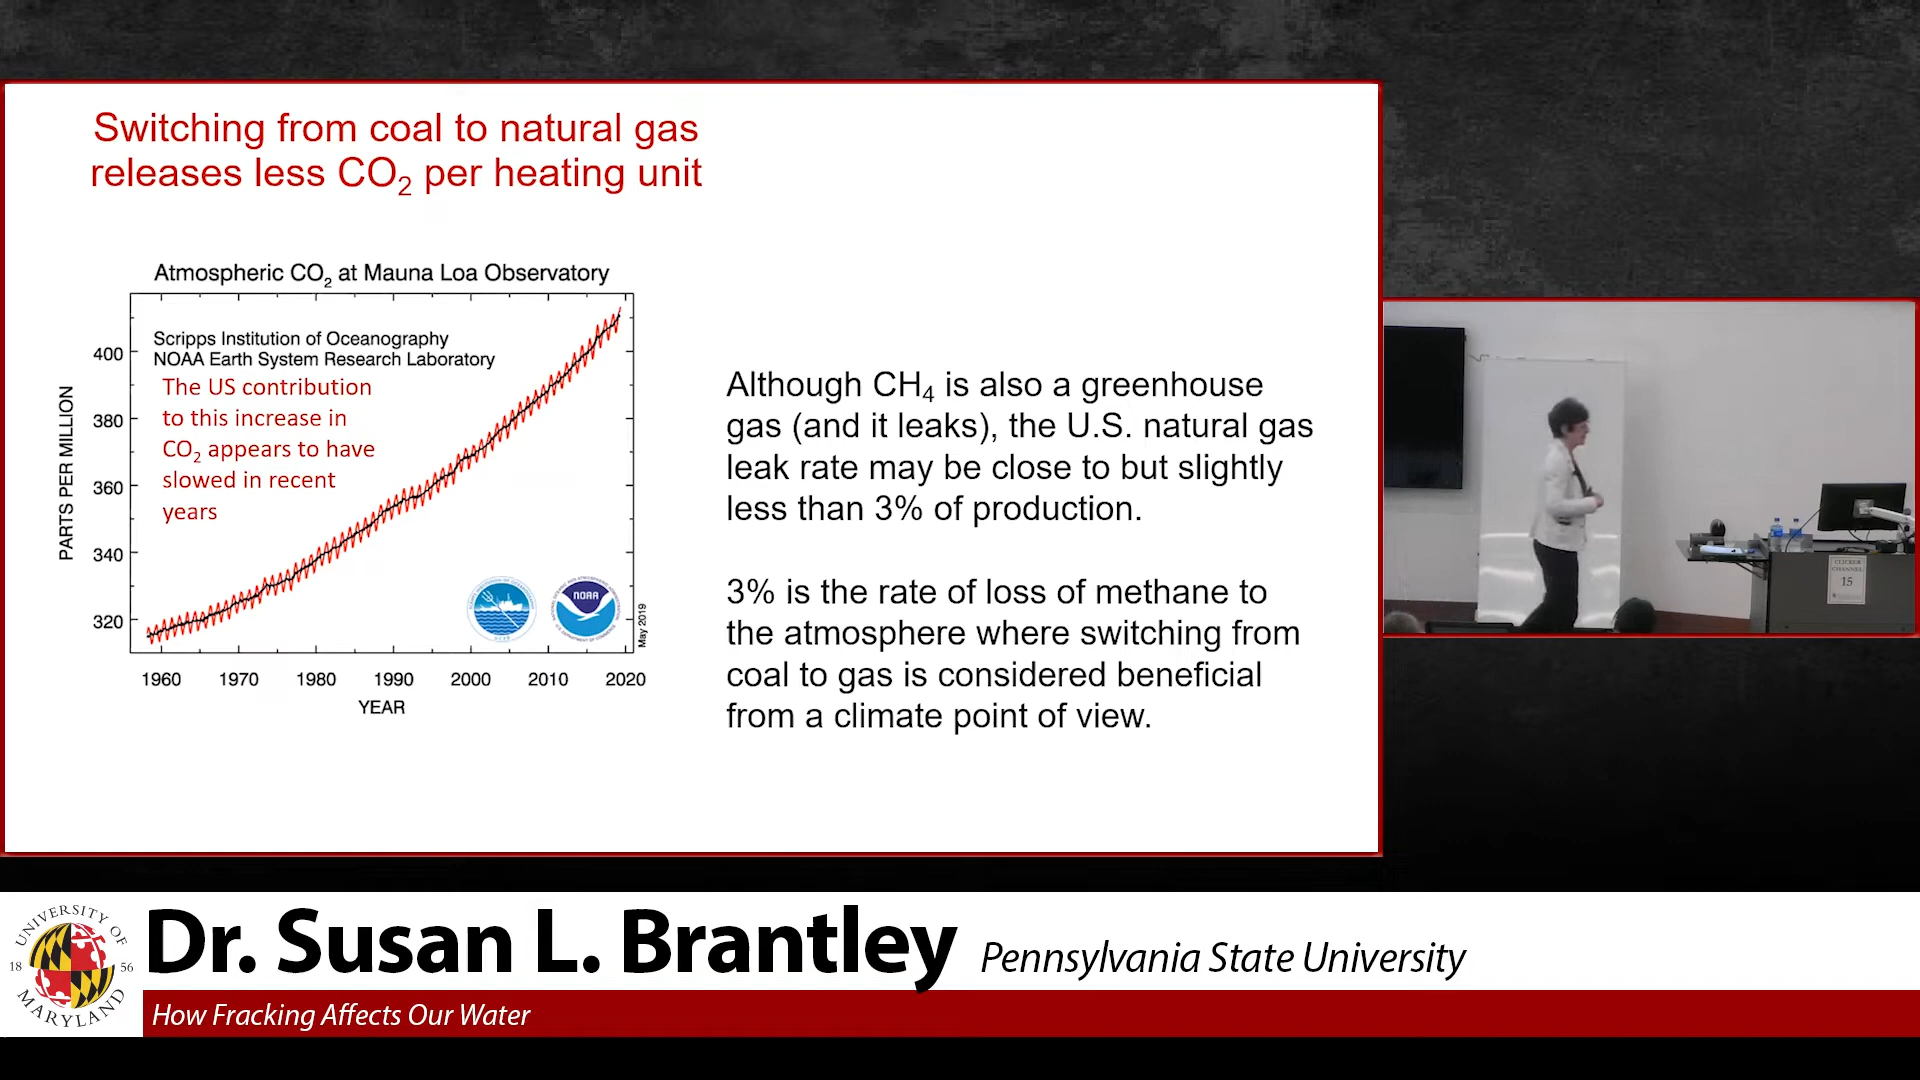 Switching from coal to natural gas
releases less CO₂ per heating unit
Atmospheric CO₂ at Mauna Loa Observatory
Scripps Institution of Oceanography
NOAA Earth System Research Laboratory
The US contribution
to this increase in
CO₂ appears to have
slowed in recent
years
PARTS PER MILLION
400
380
360
340
320
NOAA
May 2019
1960 1970 1980 1990 2000 2010 2020
YEAR
Although CH₄ is also a greenhouse
gas (and it leaks), the U.S. natural gas
leak rate may be close to but slightly
less than 3% of production.
3% is the rate of loss of methane to
the atmosphere where switching from
coal to gas is considered beneficial
from a climate point of view.
CLICKER
CHANNEL
15
UNIVERSITY OF
18 56
MARYLAND
Dr. Susan L. Brantley Pennsylvania State University
How Fracking Affects Our Water